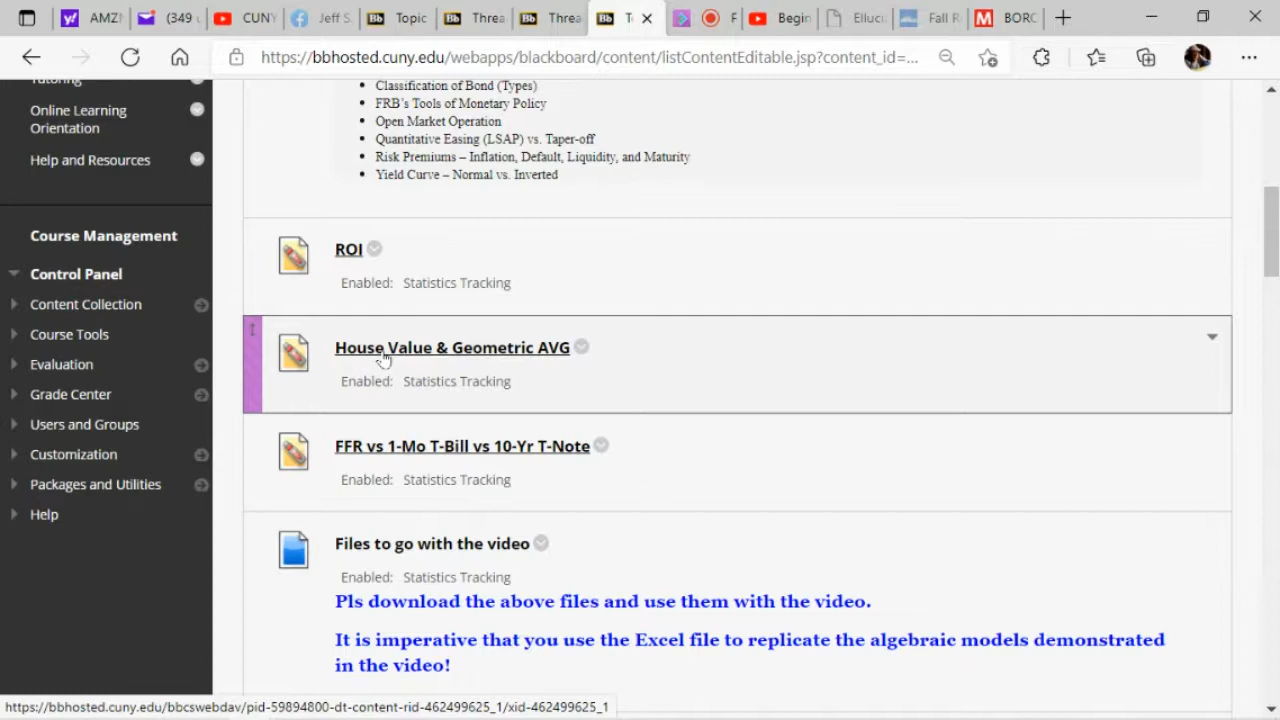 AMZN
(349
CUNY
Jeff S.
Topic
Threa
Threa
F
Begin
Elluci
Fall R
BORC
https://bbhosted.cuny.edu/webapps/blackboard/content/listContentEditable.jsp?content_id=...
Tutoring
Online Learning
Orientation
Help and Resources
Course Management
Control Panel
Content Collection
Course Tools
Evaluation
Grade Center
Users and Groups
Customization
Packages and Utilities
Help
Classification of Bond (Types)
FRB's Tools of Monetary Policy
Open Market Operation
Quantitative Easing (LSAP) vs. Taper-off
Risk Premiums – Inflation, Default, Liquidity, and Maturity
Yield Curve – Normal vs. Inverted
ROI
Enabled: Statistics Tracking
House Value & Geometric AVG
Enabled: Statistics Tracking
FFR vs 1-Mo T-Bill vs 10-Yr T-Note
Enabled: Statistics Tracking
Files to go with the video
Enabled: Statistics Tracking
Pls download the above files and use them with the video.
It is imperative that you use the Excel file to replicate the algebraic models demonstrated
in the video!
https://bbhosted.cuny.edu/bbcswebdav/pid-59894800-dt-content-rid-462499625_1/xid-462499625_1